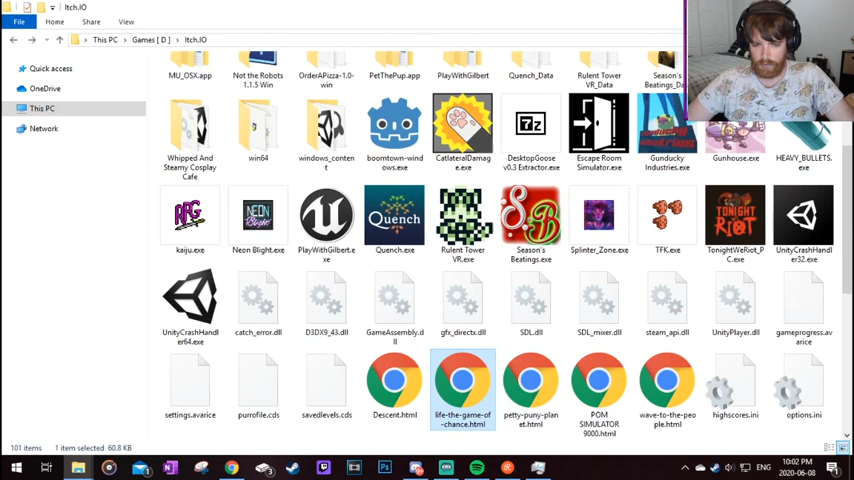 Itch.IO
File Home Share View
This PC > Games [ D ] > Itch.IO
Quick access
OneDrive
This PC
Network
MU_OSX.app
Not the Robots 1.1.5 Win
OrderAPizza-1.0-win
PetThePup.app
PlayWithGilbert
Quench_Data
Rulent Tower VR_Data
Season's Beatings_Da
Whipped And Steamy Cosplay Cafe
win64
windows_content
boomtown-windows.exe
CatlateralDamage.exe
DesktopGoose v0.3 Extractor.exe
Escape Room Simulator.exe
Gunducky Industries.exe
Gunhouse.exe
HEAVY_BULLETS.exe
kaiju.exe
Neon Blight.exe
PlayWithGilbert.exe
Quench.exe
Rulent Tower VR.exe
Season's Beatings.exe
Splinter_Zone.exe
TFK.exe
TonightWeRiot_PC.exe
UnityCrashHandler32.exe
UnityCrashHandler64.exe
catch_error.dll
D3DX9_43.dll
GameAssembly.dll
gfx_directx.dll
SDL.dll
SDL_mixer.dll
steam_api.dll
UnityPlayer.dll
gameprogress.avarice
settings.avarice
purrofile.cds
savedlevels.cds
Descent.html
life-the-game-of-chance.html
petty-puny-planet.html
POM SIMULATOR 9000.html
wave-to-the-people.html
highscores.ini
options.ini
101 items 1 item selected 60.8 KB
ENG
10:02 PM
2020-06-08